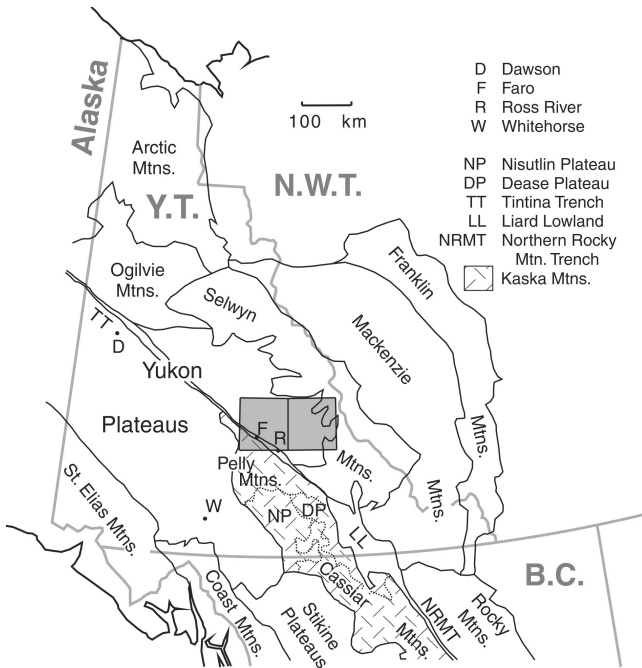 Alaska
Arctic
Mtns.
Y.T.
N.W.T.
100 km
D Dawson
F Faro
R Ross River
W Whitehorse
NP Nisutlin Plateau
DP Dease Plateau
TT Tintina Trench
LL Liard Lowland
NRMT Northern Rocky
Mtn. Trench
Kaska Mtns.
Ogilvie
Mtns.
Selwyn
Franklin
Mackenzie
TT
D
Yukon
Plateaus
F
R
Mtns.
Mtns.
Mtns.
Pelly
Mtns.
St. Elias Mtns.
W
NP
DP
LL
Cassiar
Mtns.
B.C.
Coast Mtns.
Stikine
Plateaus
NRMT
Rocky
Mtns.